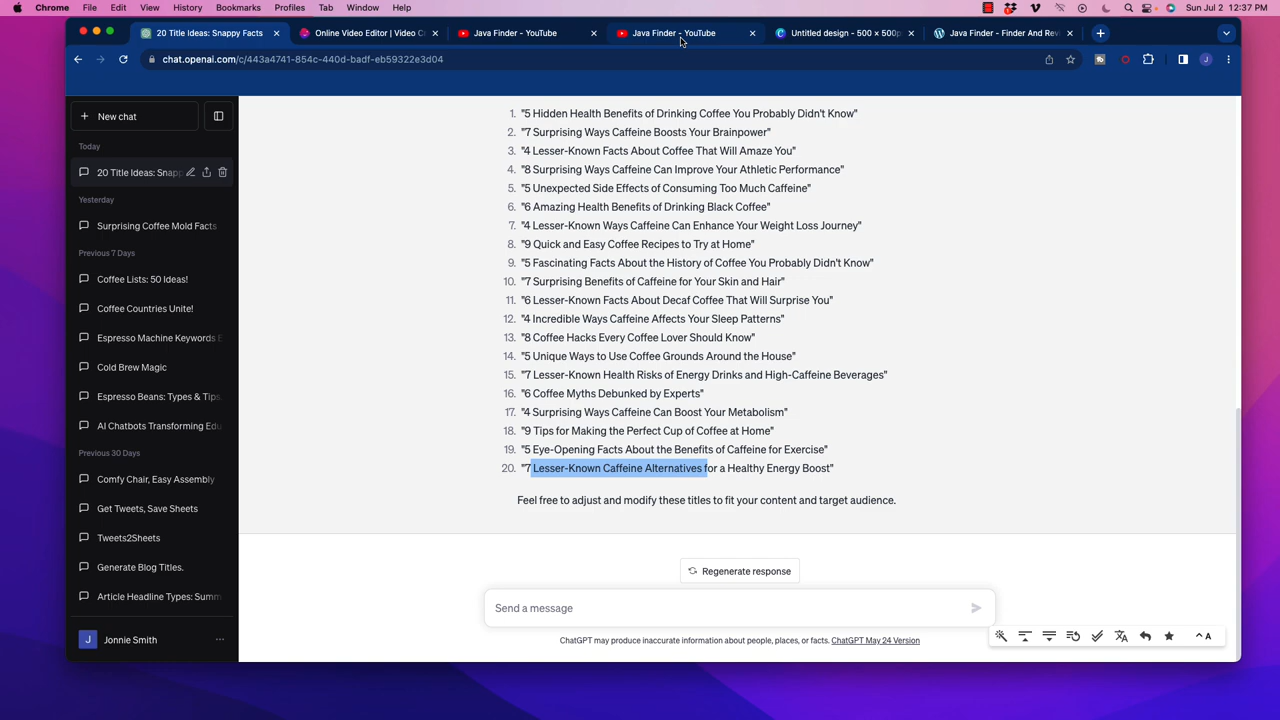 Chrome File Edit View History Bookmarks Profiles Tab Window Help Sun Jul 2 12:37 PM
20 Title Ideas: Snappy Facts Online Video Editor | Video C Java Finder - YouTube Java Finder - YouTube Untitled design - 500 × 500p Java Finder - Finder And Rev
chat.openai.com/c/443a4741-854c-440d-badf-eb59322e3d04 J
New chat
Today
20 Title Ideas: Snapp
Yesterday
Surprising Coffee Mold Facts
Previous 7 Days
Coffee Lists: 50 Ideas!
Coffee Countries Unite!
Espresso Machine Keywords E
Cold Brew Magic
Espresso Beans: Types & Tips.
AI Chatbots Transforming Edu
Previous 30 Days
Comfy Chair, Easy Assembly
Get Tweets, Save Sheets
Tweets2Sheets
Generate Blog Titles.
Article Headline Types: Summ
J Jonnie Smith
1. "5 Hidden Health Benefits of Drinking Coffee You Probably Didn't Know"
2. "7 Surprising Ways Caffeine Boosts Your Brainpower"
3. "4 Lesser-Known Facts About Coffee That Will Amaze You"
4. "8 Surprising Ways Caffeine Can Improve Your Athletic Performance"
5. "5 Unexpected Side Effects of Consuming Too Much Caffeine"
6. "6 Amazing Health Benefits of Drinking Black Coffee"
7. "4 Lesser-Known Ways Caffeine Can Enhance Your Weight Loss Journey"
8. "9 Quick and Easy Coffee Recipes to Try at Home"
9. "5 Fascinating Facts About the History of Coffee You Probably Didn't Know"
10. "7 Surprising Benefits of Caffeine for Your Skin and Hair"
11. "6 Lesser-Known Facts About Decaf Coffee That Will Surprise You"
12. "4 Incredible Ways Caffeine Affects Your Sleep Patterns"
13. "8 Coffee Hacks Every Coffee Lover Should Know"
14. "5 Unique Ways to Use Coffee Grounds Around the House"
15. "7 Lesser-Known Health Risks of Energy Drinks and High-Caffeine Beverages"
16. "6 Coffee Myths Debunked by Experts"
17. "4 Surprising Ways Caffeine Can Boost Your Metabolism"
18. "9 Tips for Making the Perfect Cup of Coffee at Home"
19. "5 Eye-Opening Facts About the Benefits of Caffeine for Exercise"
20. "7 Lesser-Known Caffeine Alternatives for a Healthy Energy Boost"
Feel free to adjust and modify these titles to fit your content and target audience.
Regenerate response
Send a message
ChatGPT may produce inaccurate information about people, places, or facts. ChatGPT May 24 Version
A